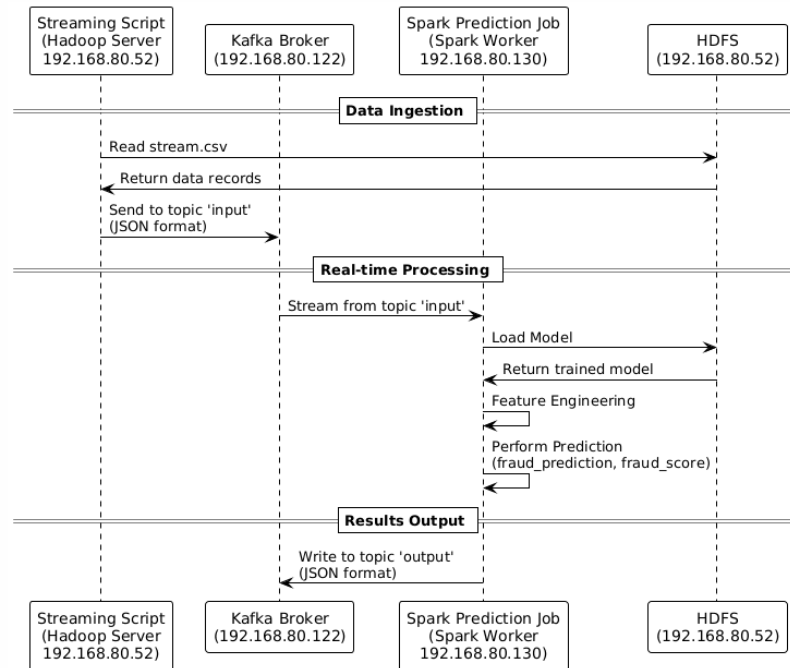 Streaming Script
(Hadoop Server
192.168.80.52)
Kafka Broker
(192.168.80.122)
Spark Prediction Job
(Spark Worker
192.168.80.130)
HDFS
(192.168.80.52)
Data Ingestion
Read stream.csv
Return data records
Send to topic 'input'
(JSON format)
Real-time Processing
Stream from topic 'input'
Load Model
Return trained model
Feature Engineering
Perform Prediction
(fraud_prediction, fraud_score)
Results Output
Write to topic 'output'
(JSON format)
Streaming Script
(Hadoop Server
192.168.80.52)
Kafka Broker
(192.168.80.122)
Spark Prediction Job
(Spark Worker
192.168.80.130)
HDFS
(192.168.80.52)